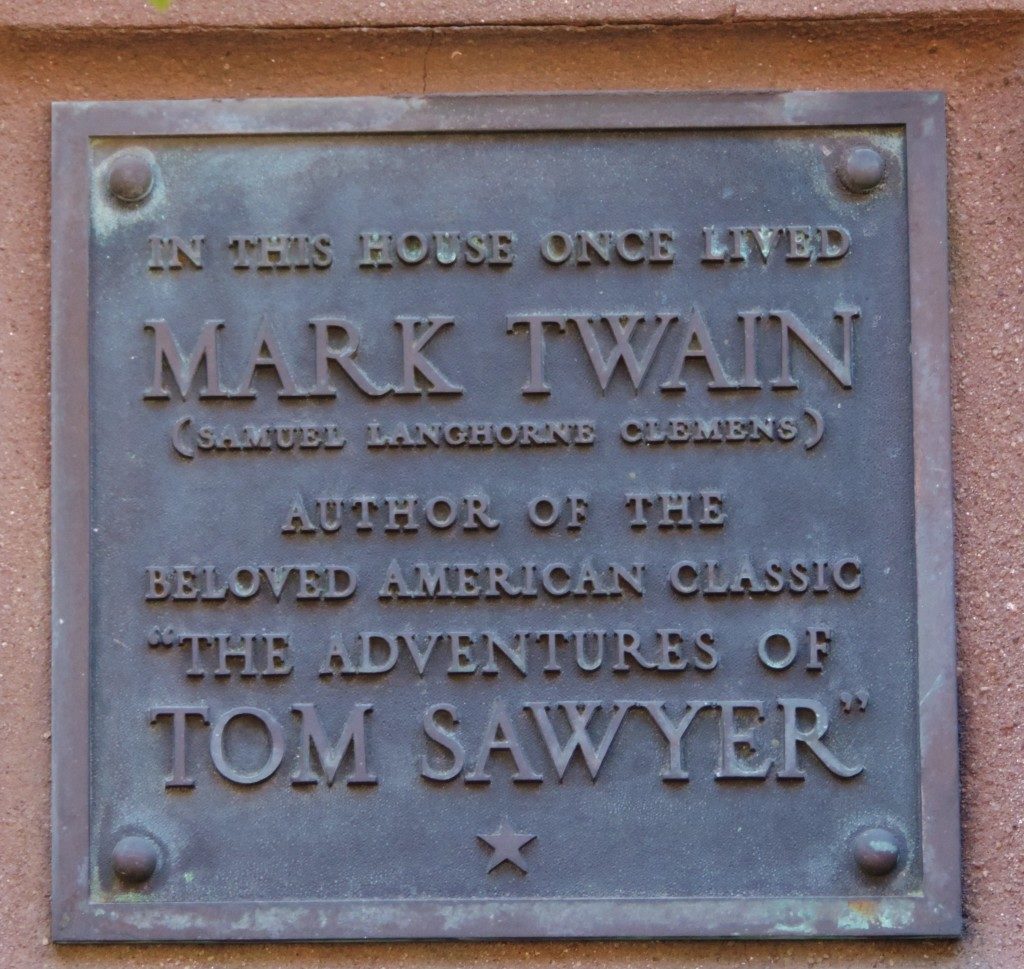 IN THIS HOUSE ONCE LIVED
MARK TWAIN
(SAMUEL LANGHORNE CLEMENS)
AUTHOR OF THE
BELOVED AMERICAN CLASSIC
“THE ADVENTURES OF
TOM SAWYER”